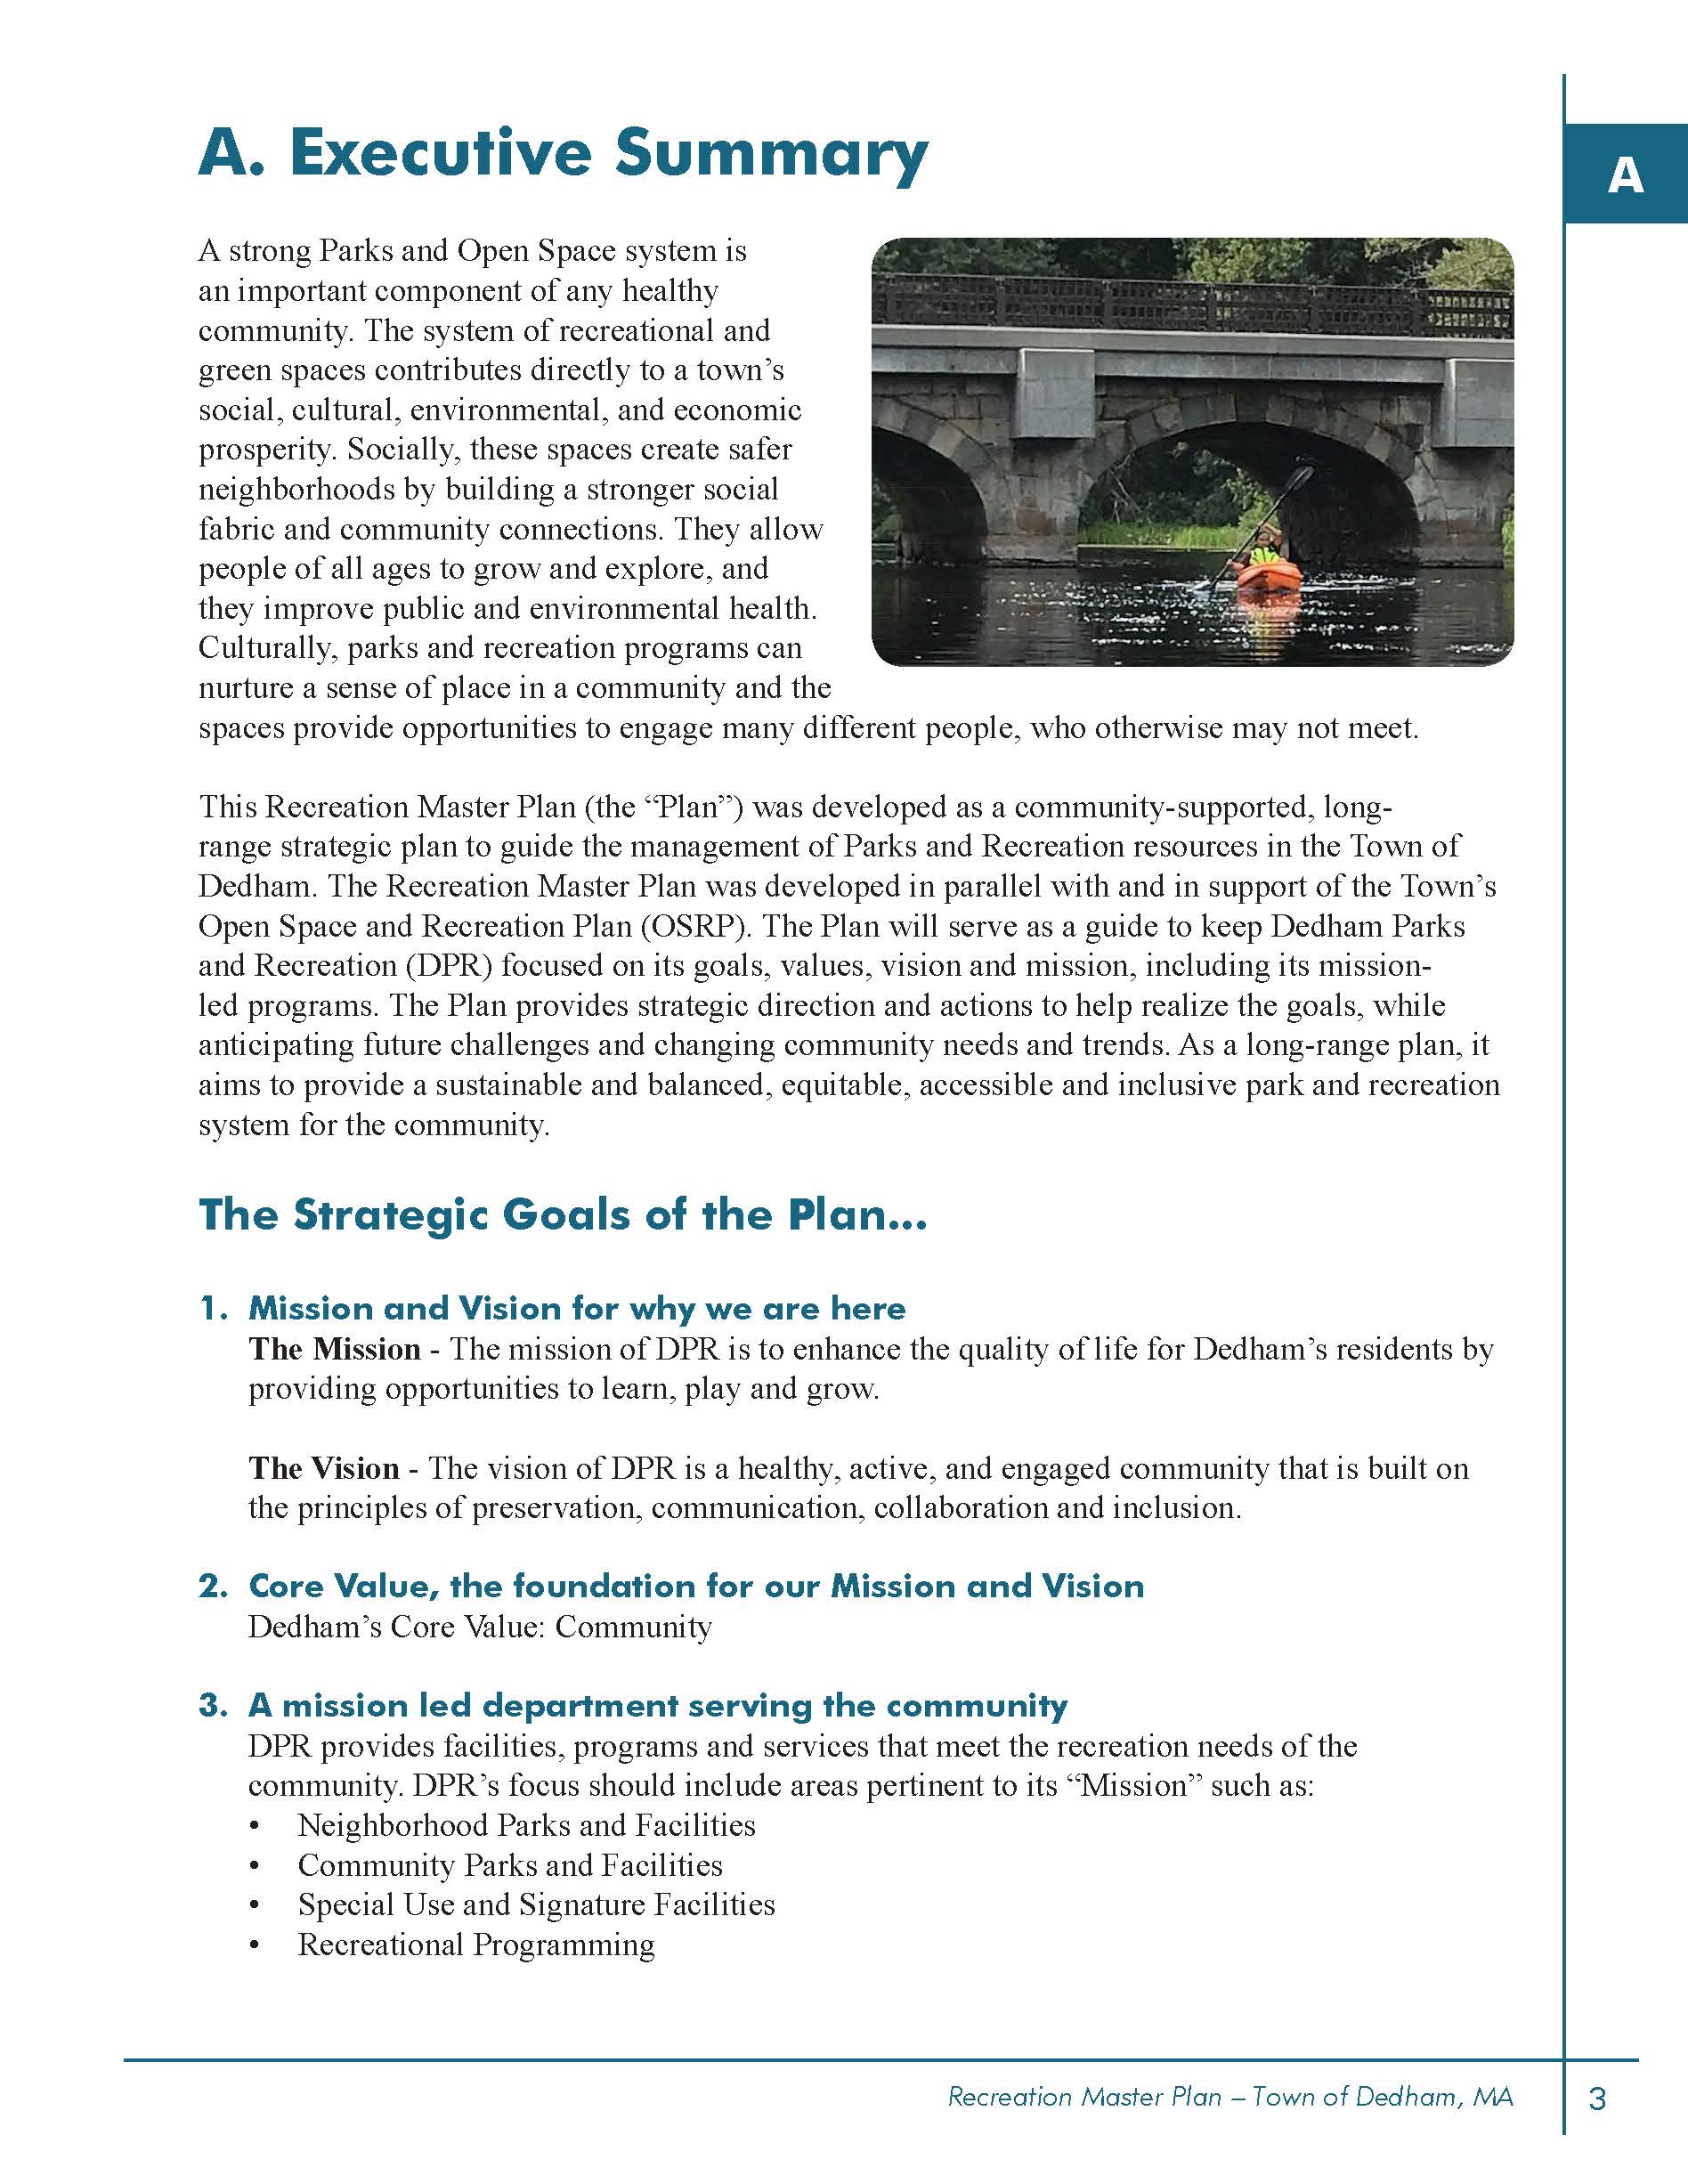 A. Executive Summary
A
A strong Parks and Open Space system is
an important component of any healthy
community. The system of recreational and
green spaces contributes directly to a town’s
social, cultural, environmental, and economic
prosperity. Socially, these spaces create safer
neighborhoods by building a stronger social
fabric and community connections. They allow
people of all ages to grow and explore, and
they improve public and environmental health.
Culturally, parks and recreation programs can
nurture a sense of place in a community and the
spaces provide opportunities to engage many different people, who otherwise may not meet.
This Recreation Master Plan (the “Plan”) was developed as a community-supported, long-
range strategic plan to guide the management of Parks and Recreation resources in the Town of
Dedham. The Recreation Master Plan was developed in parallel with and in support of the Town’s
Open Space and Recreation Plan (OSRP). The Plan will serve as a guide to keep Dedham Parks
and Recreation (DPR) focused on its goals, values, vision and mission, including its mission-
led programs. The Plan provides strategic direction and actions to help realize the goals, while
anticipating future challenges and changing community needs and trends. As a long-range plan, it
aims to provide a sustainable and balanced, equitable, accessible and inclusive park and recreation
system for the community.
The Strategic Goals of the Plan...
1. Mission and Vision for why we are here
The Mission - The mission of DPR is to enhance the quality of life for Dedham’s residents by
providing opportunities to learn, play and grow.
The Vision - The vision of DPR is a healthy, active, and engaged community that is built on
the principles of preservation, communication, collaboration and inclusion.
2. Core Value, the foundation for our Mission and Vision
Dedham’s Core Value: Community
3. A mission led department serving the community
DPR provides facilities, programs and services that meet the recreation needs of the
community. DPR’s focus should include areas pertinent to its “Mission” such as:
• Neighborhood Parks and Facilities
• Community Parks and Facilities
• Special Use and Signature Facilities
• Recreational Programming
Recreation Master Plan – Town of Dedham, MA
3